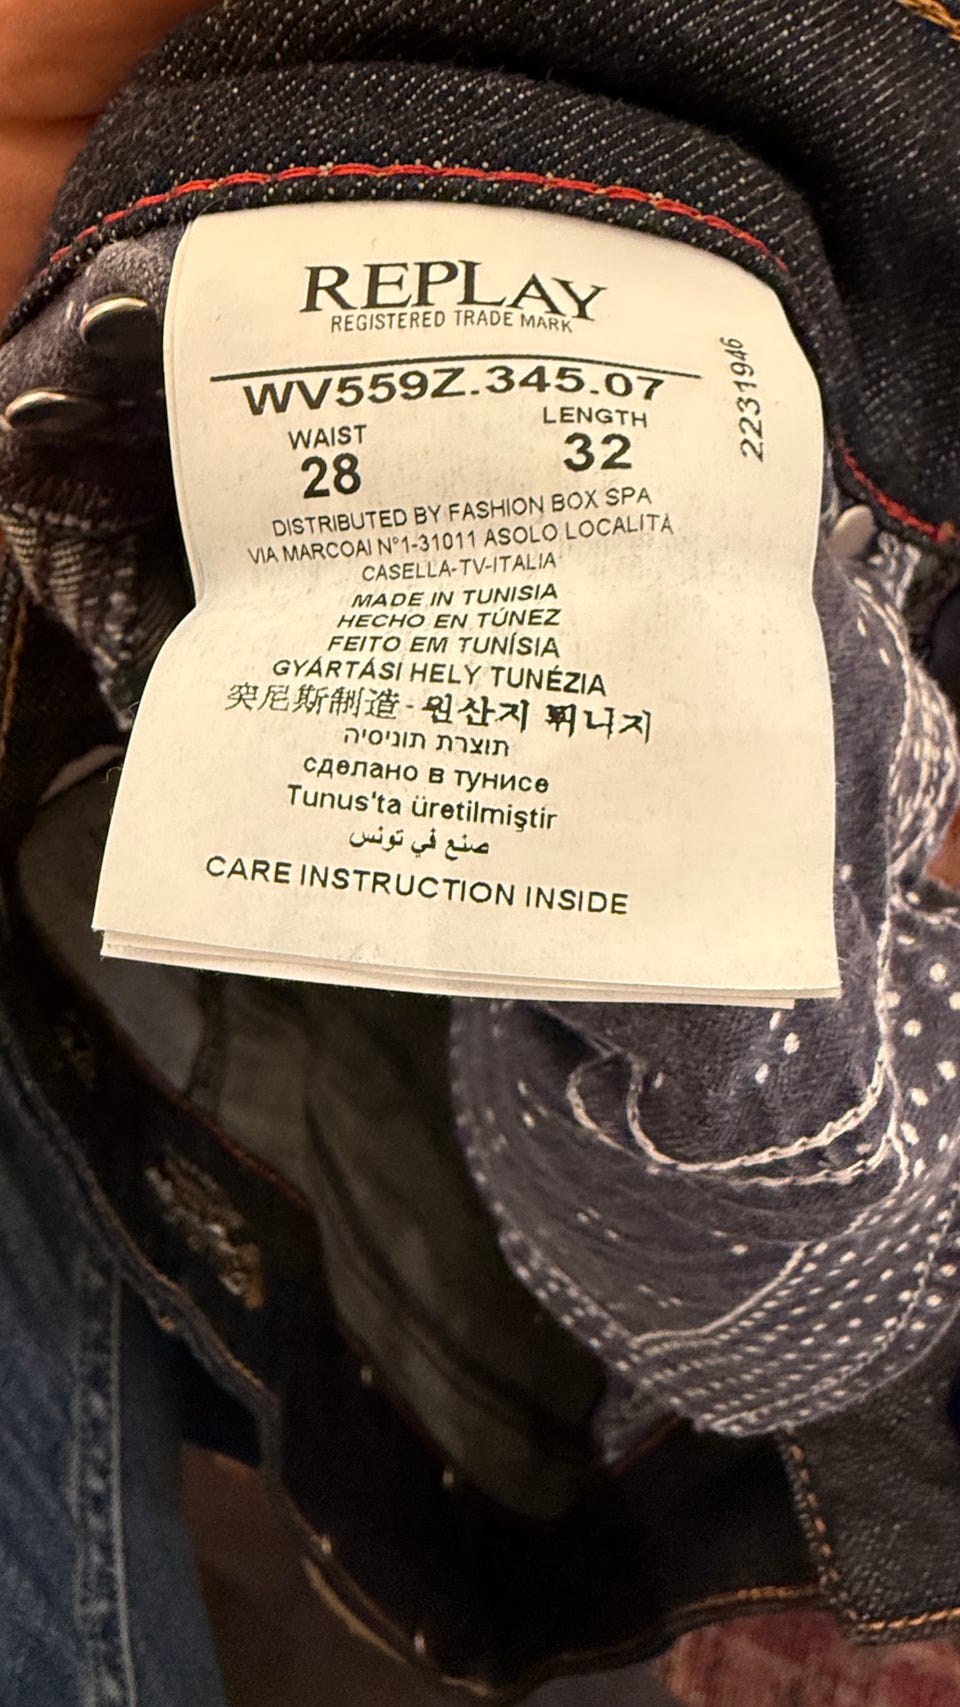 REPLAY
REGISTERED TRADE MARK
WV559Z.345.07
2231946
WAIST LENGTH
28 32
DISTRIBUTED BY FASHION BOX SPA
VIA MARCOAI N°1-31011 ASOLO LOCALITÀ
CASELLA-TV-ITALIA
MADE IN TUNISIA
HECHO EN TÚNEZ
FEITO EM TUNÍSIA
GYÁRTÁSI HELY TUNÉZIA
突尼斯制造-원산지 튀니지
תוצרת תוניסיה
сделано в тунисе
Tunus'ta üretilmiştir
صنع في تونس
CARE INSTRUCTION INSIDE